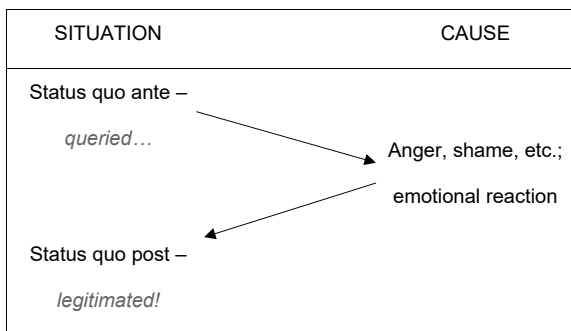 SITUATION CAUSE
Status quo ante –
queried…
Anger, shame, etc.;
emotional reaction
Status quo post –
legitimated!